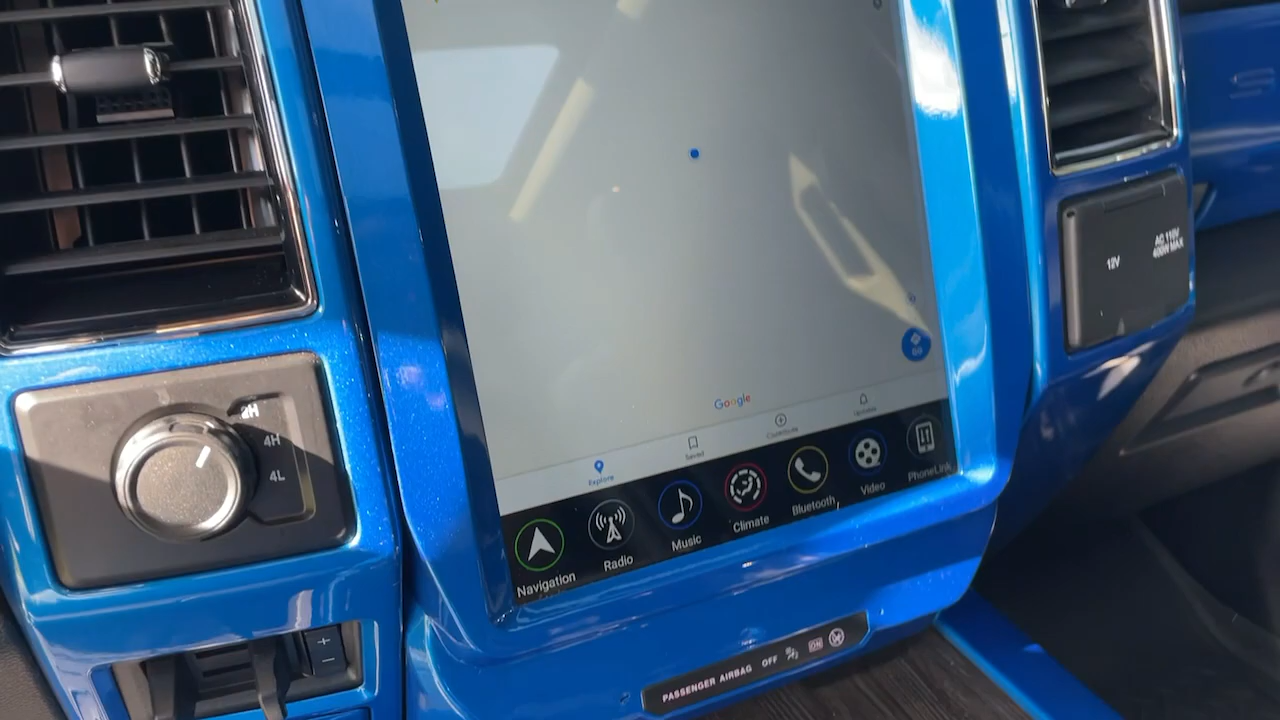 2H
4H
4L
12V
AC 110V
400W MAX
GO
Google
Explore
Saved
Contribute
Updates
Navigation
Radio
Music
Climate
Bluetooth
Video
PhoneLink
PASSENGER AIRBAG OFF ON
+
−